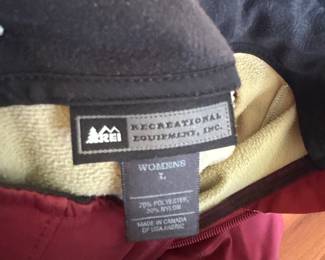 REI
RECREATIONAL
EQUIPMENT, INC.
WOMENS
L
70% POLYESTER,
30% NYLON
MADE IN CANADA
OF USA FABRIC